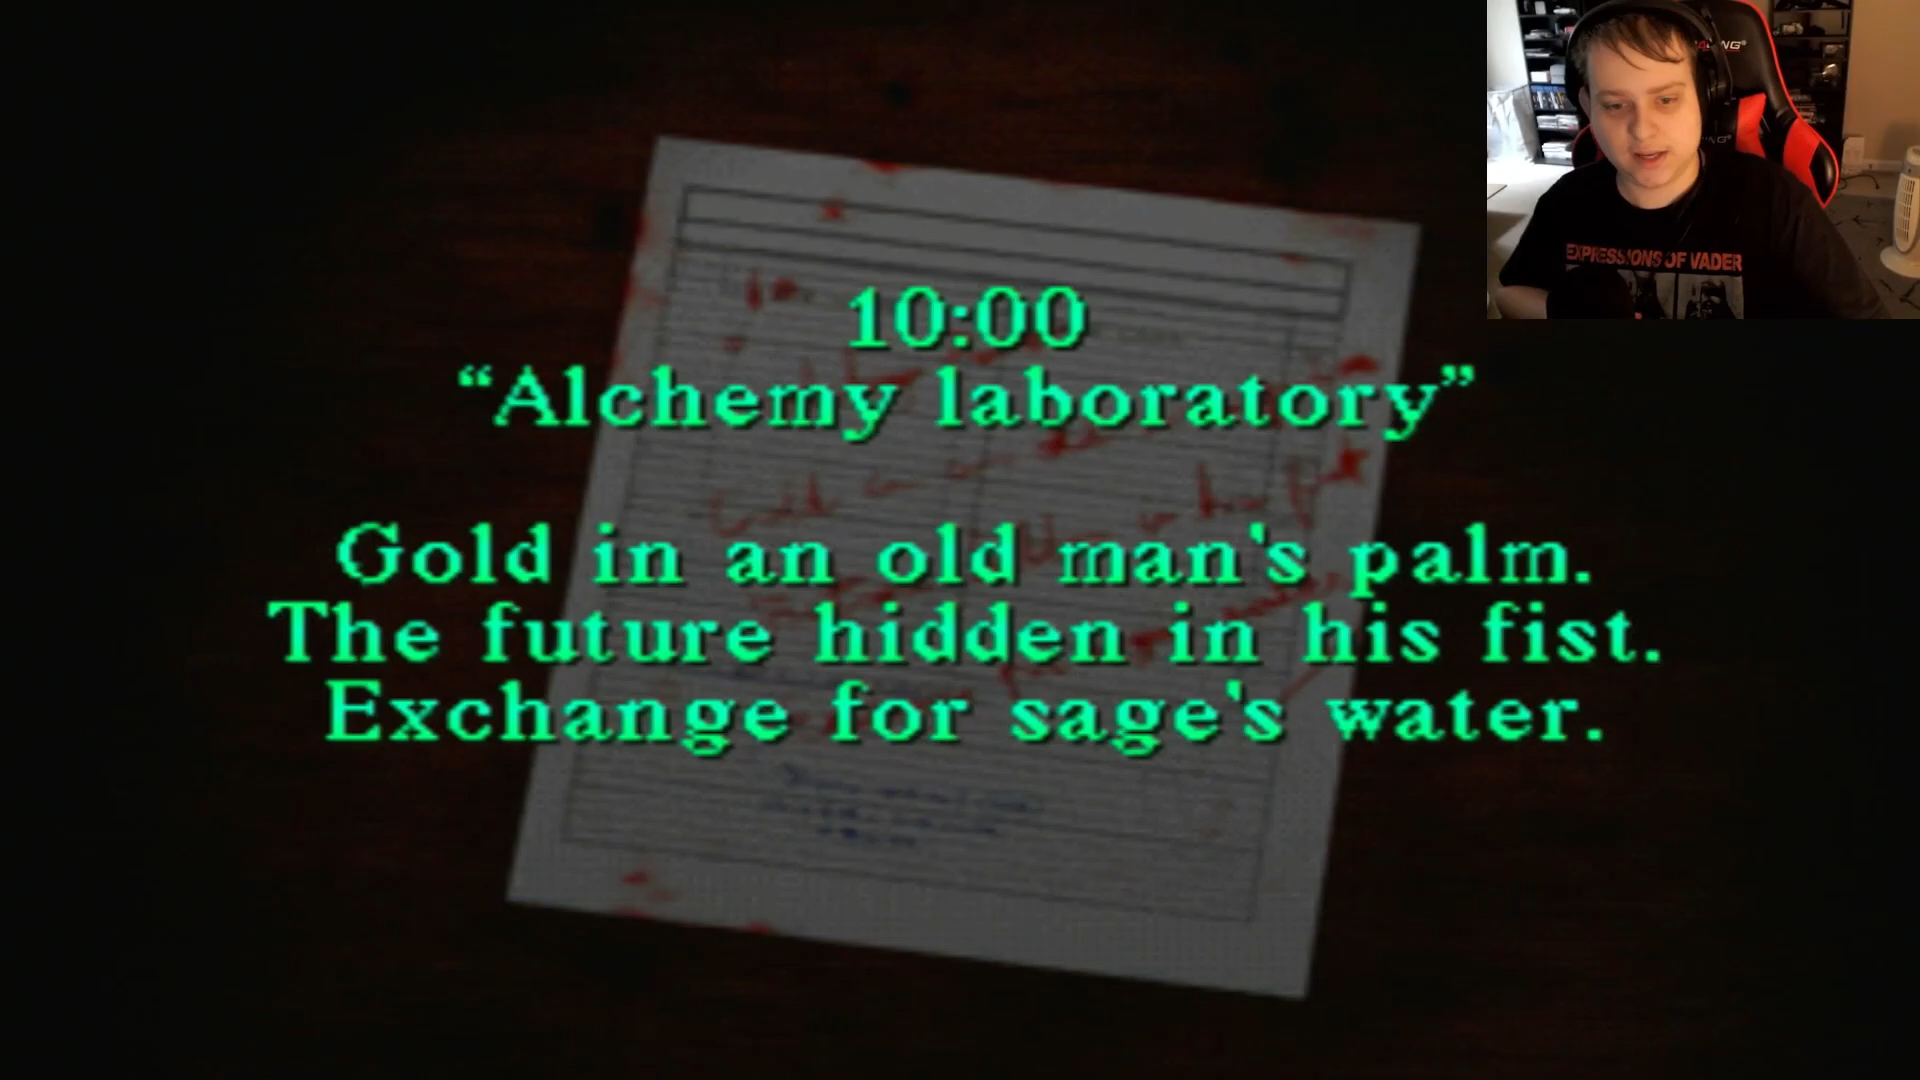 10:00
“Alchemy laboratory”
Gold in an old man's palm.
The future hidden in his fist.
Exchange for sage's water.
EXPRESSIONS OF VADER